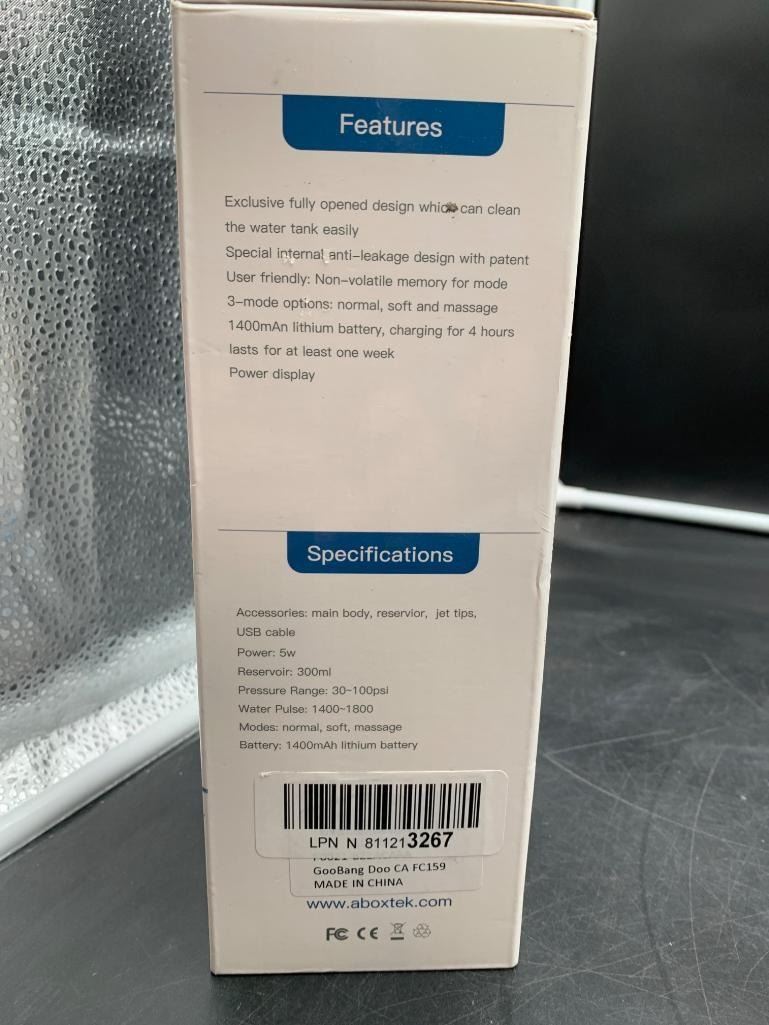 Features
Exclusive fully opened design which can clean
the water tank easily
Special internal anti-leakage design with patent
User friendly: Non-volatile memory for mode
3-mode options: normal, soft and massage
1400mAn lithium battery, charging for 4 hours
lasts for at least one week
Power display
Specifications
Accessories: main body, reservior, jet tips,
USB cable
Power: 5w
Reservoir: 300ml
Pressure Range: 30~100psi
Water Pulse: 1400~1800
Modes: normal, soft, massage
Battery: 1400mAh lithium battery
LPN N 811213267
GooBang Doo CA FC159
MADE IN CHINA
www.aboxtek.com
FC CE